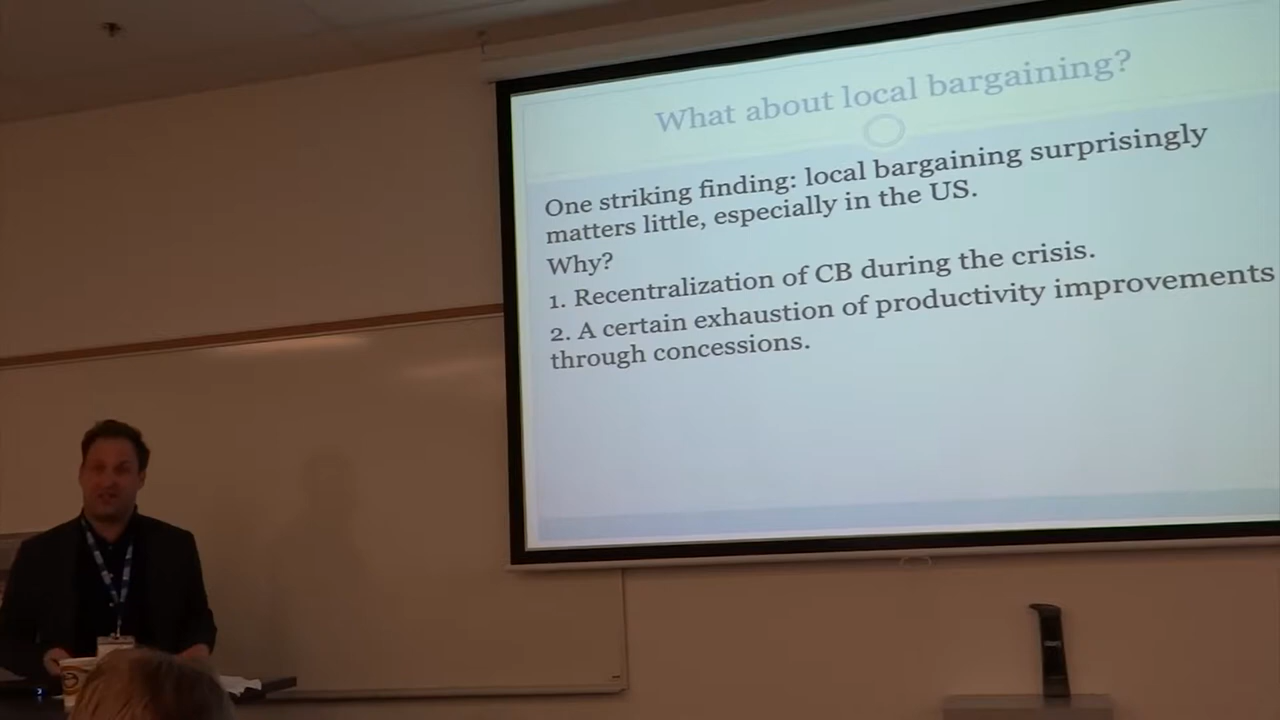 What about local bargaining?
One striking finding: local bargaining surprisingly
matters little, especially in the US.
Why?
1. Recentralization of CB during the crisis.
2. A certain exhaustion of productivity improvements
through concessions.